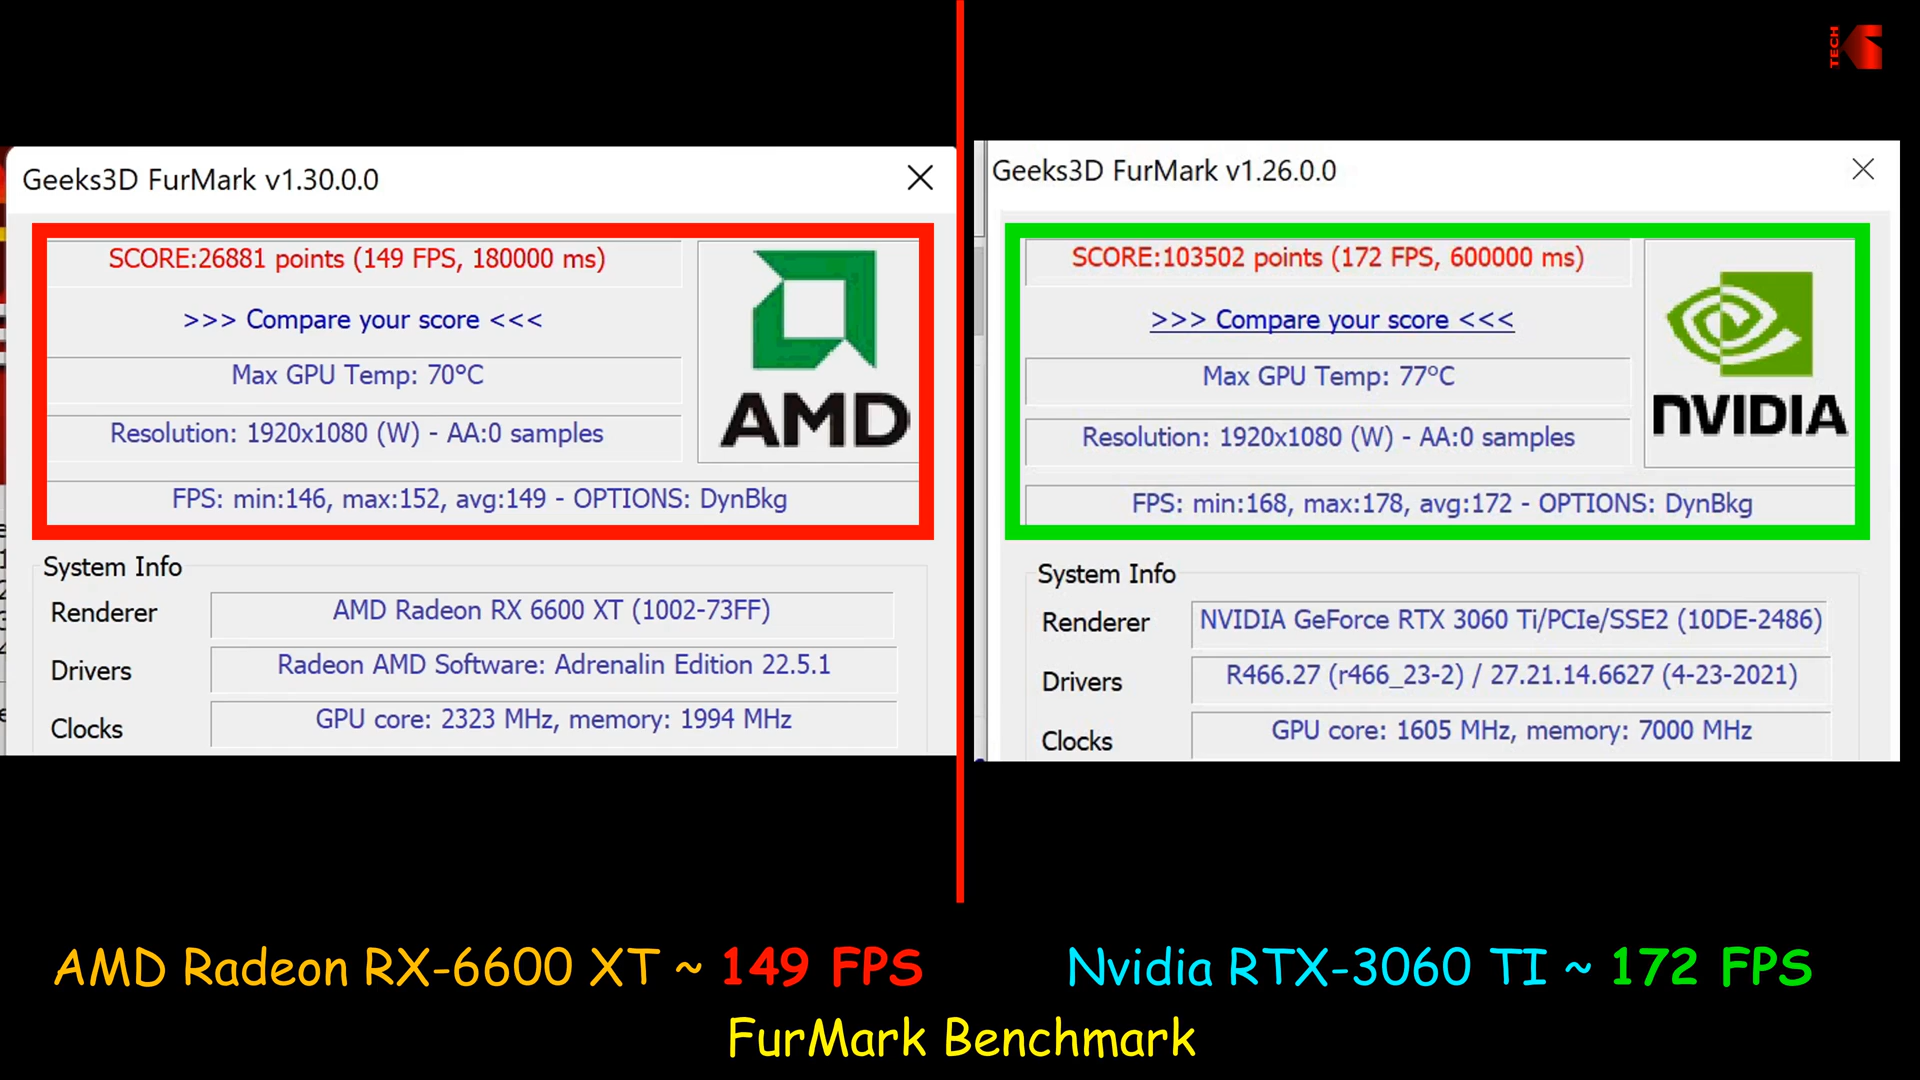 TECH
Geeks3D FurMark v1.30.0.0
SCORE:26881 points (149 FPS, 180000 ms)
>>> Compare your score <<<
Max GPU Temp: 70°C
Resolution: 1920x1080 (W) - AA:0 samples
AMD
FPS: min:146, max:152, avg:149 - OPTIONS: DynBkg
System Info
Renderer
AMD Radeon RX 6600 XT (1002-73FF)
Drivers
Radeon AMD Software: Adrenalin Edition 22.5.1
Clocks
GPU core: 2323 MHz, memory: 1994 MHz
Geeks3D FurMark v1.26.0.0
SCORE:103502 points (172 FPS, 600000 ms)
>>> Compare your score <<<
Max GPU Temp: 77°C
Resolution: 1920x1080 (W) - AA:0 samples
NVIDIA
FPS: min:168, max:178, avg:172 - OPTIONS: DynBkg
System Info
Renderer
NVIDIA GeForce RTX 3060 Ti/PCIe/SSE2 (10DE-2486)
Drivers
R466.27 (r466_23-2) / 27.21.14.6627 (4-23-2021)
Clocks
GPU core: 1605 MHz, memory: 7000 MHz
AMD Radeon RX-6600 XT ~ 149 FPS
Nvidia RTX-3060 TI ~ 172 FPS
FurMark Benchmark